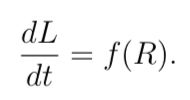 dL/dt = f(R).